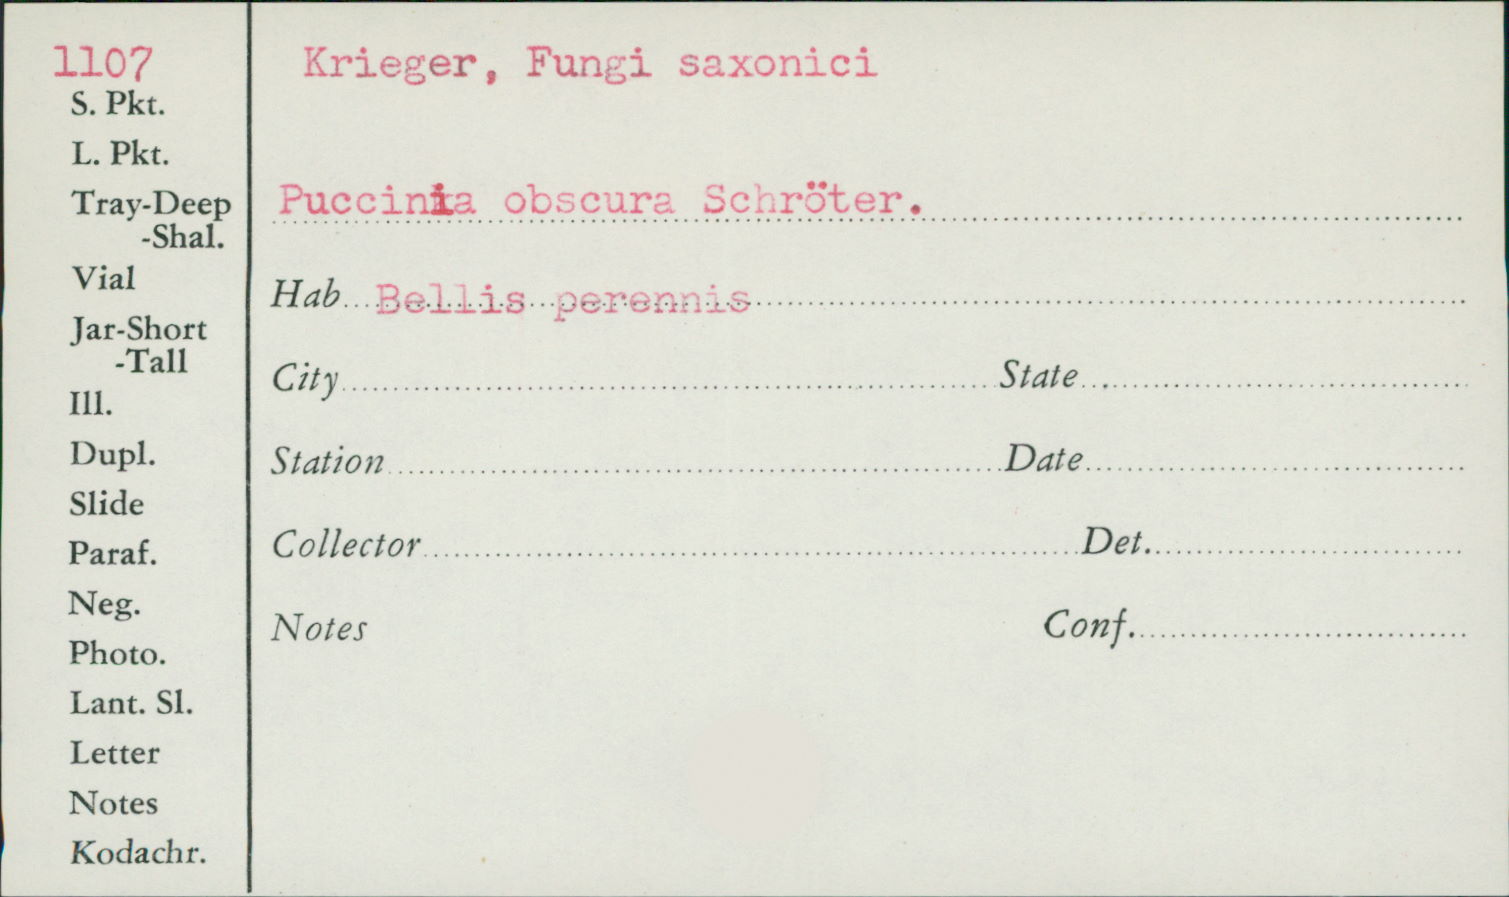 1107
S. Pkt.
L. Pkt.
Tray-Deep
-Shal.
Vial
Jar-Short
-Tall
Ill.
Dupl.
Slide
Paraf.
Neg.
Photo.
Lant. Sl.
Letter
Notes
Kodachr.
Krieger, Fungi saxonici
Puccinia obscura Schröter.
Hab Bellis perennis
City State
Station Date
Collector Det.
Notes Conf.